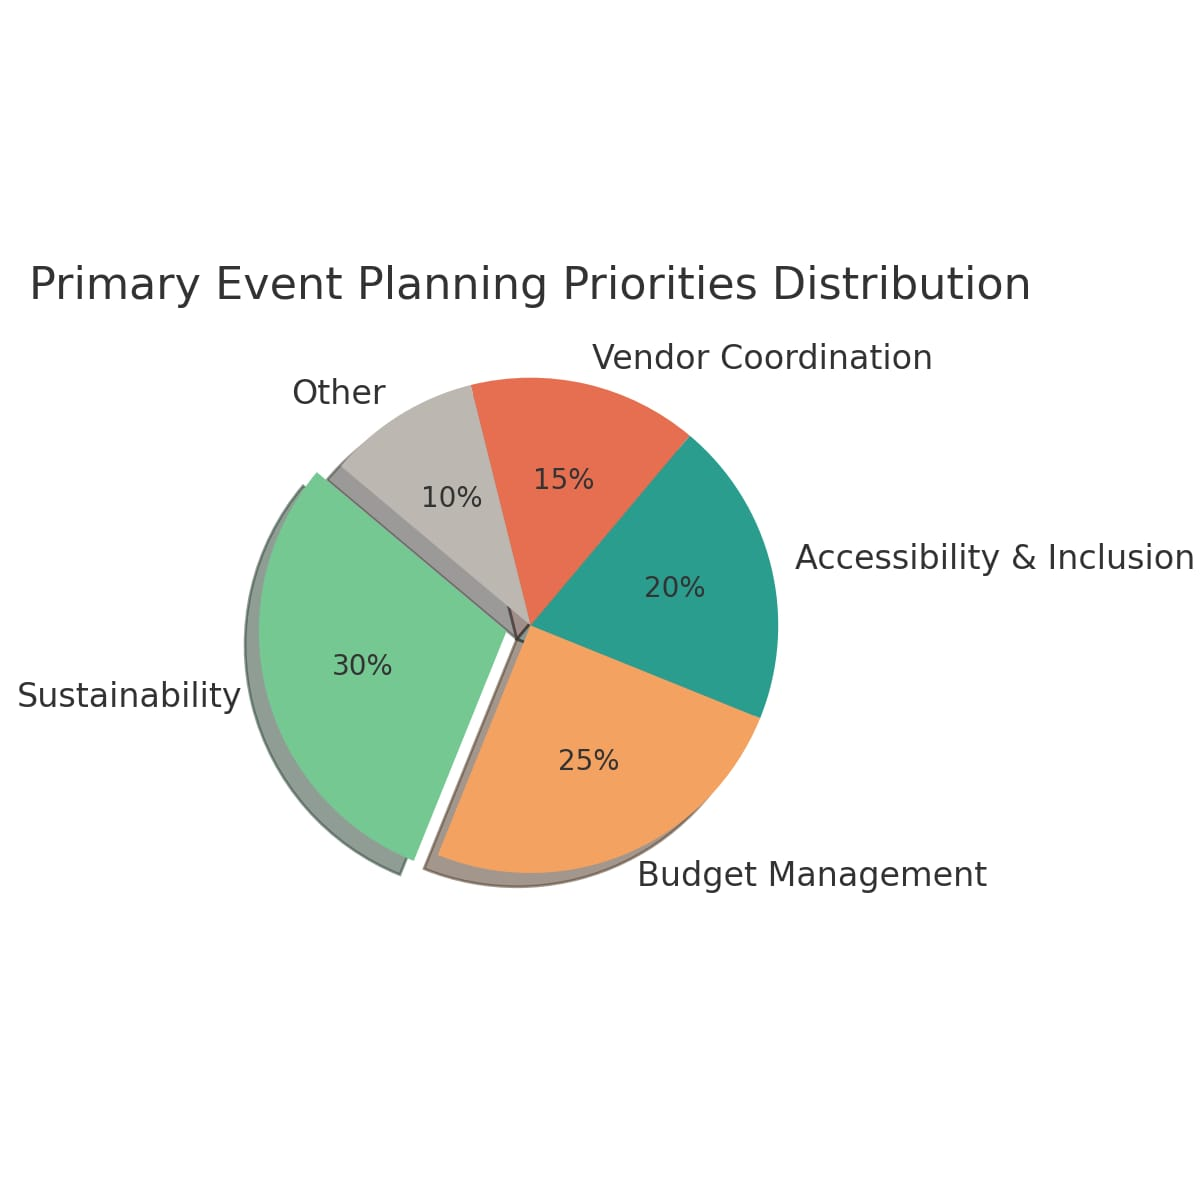 Primary Event Planning Priorities Distribution
Vendor Coordination
Other
15%
10%
Accessibility & Inclusion
20%
30%
Sustainability
25%
Budget Management